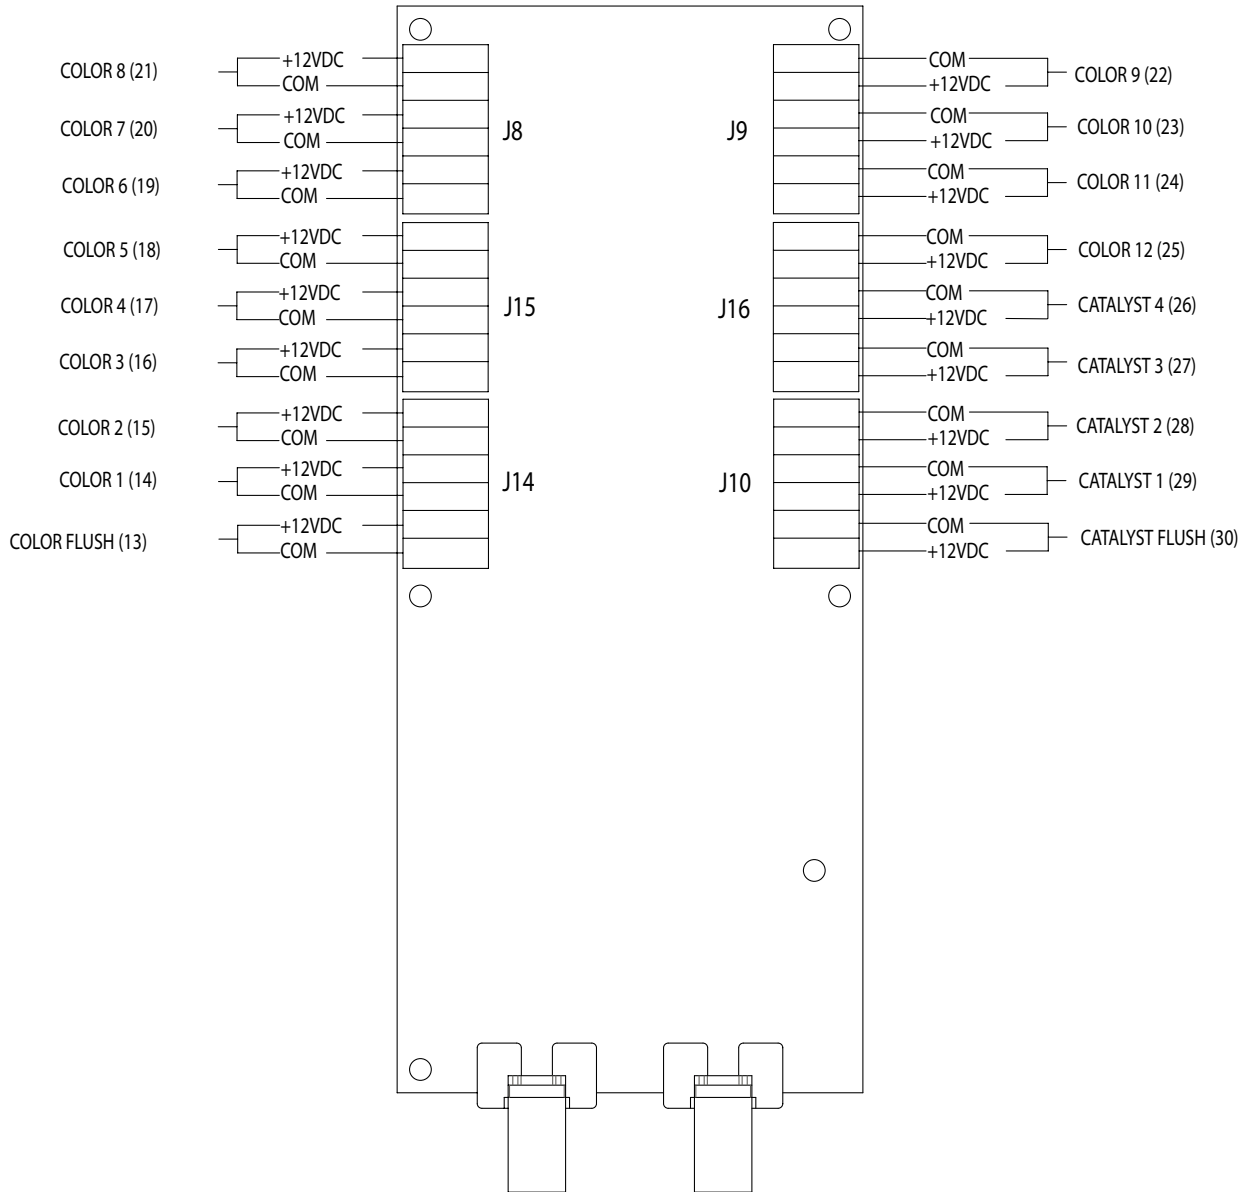 COLOR 8 (21)
+12VDC
COM
COLOR 7 (20)
+12VDC
COM
COLOR 6 (19)
+12VDC
COM
J8
COLOR 5 (18)
+12VDC
COM
COLOR 4 (17)
+12VDC
COM
COLOR 3 (16)
+12VDC
COM
J15
COLOR 2 (15)
+12VDC
COM
COLOR 1 (14)
+12VDC
COM
COLOR FLUSH (13)
+12VDC
COM
J14
J9
COM
+12VDC
COLOR 9 (22)
COM
+12VDC
COLOR 10 (23)
COM
+12VDC
COLOR 11 (24)
J16
COM
+12VDC
COLOR 12 (25)
COM
+12VDC
CATALYST 4 (26)
COM
+12VDC
CATALYST 3 (27)
J10
COM
+12VDC
CATALYST 2 (28)
COM
+12VDC
CATALYST 1 (29)
COM
+12VDC
CATALYST FLUSH (30)